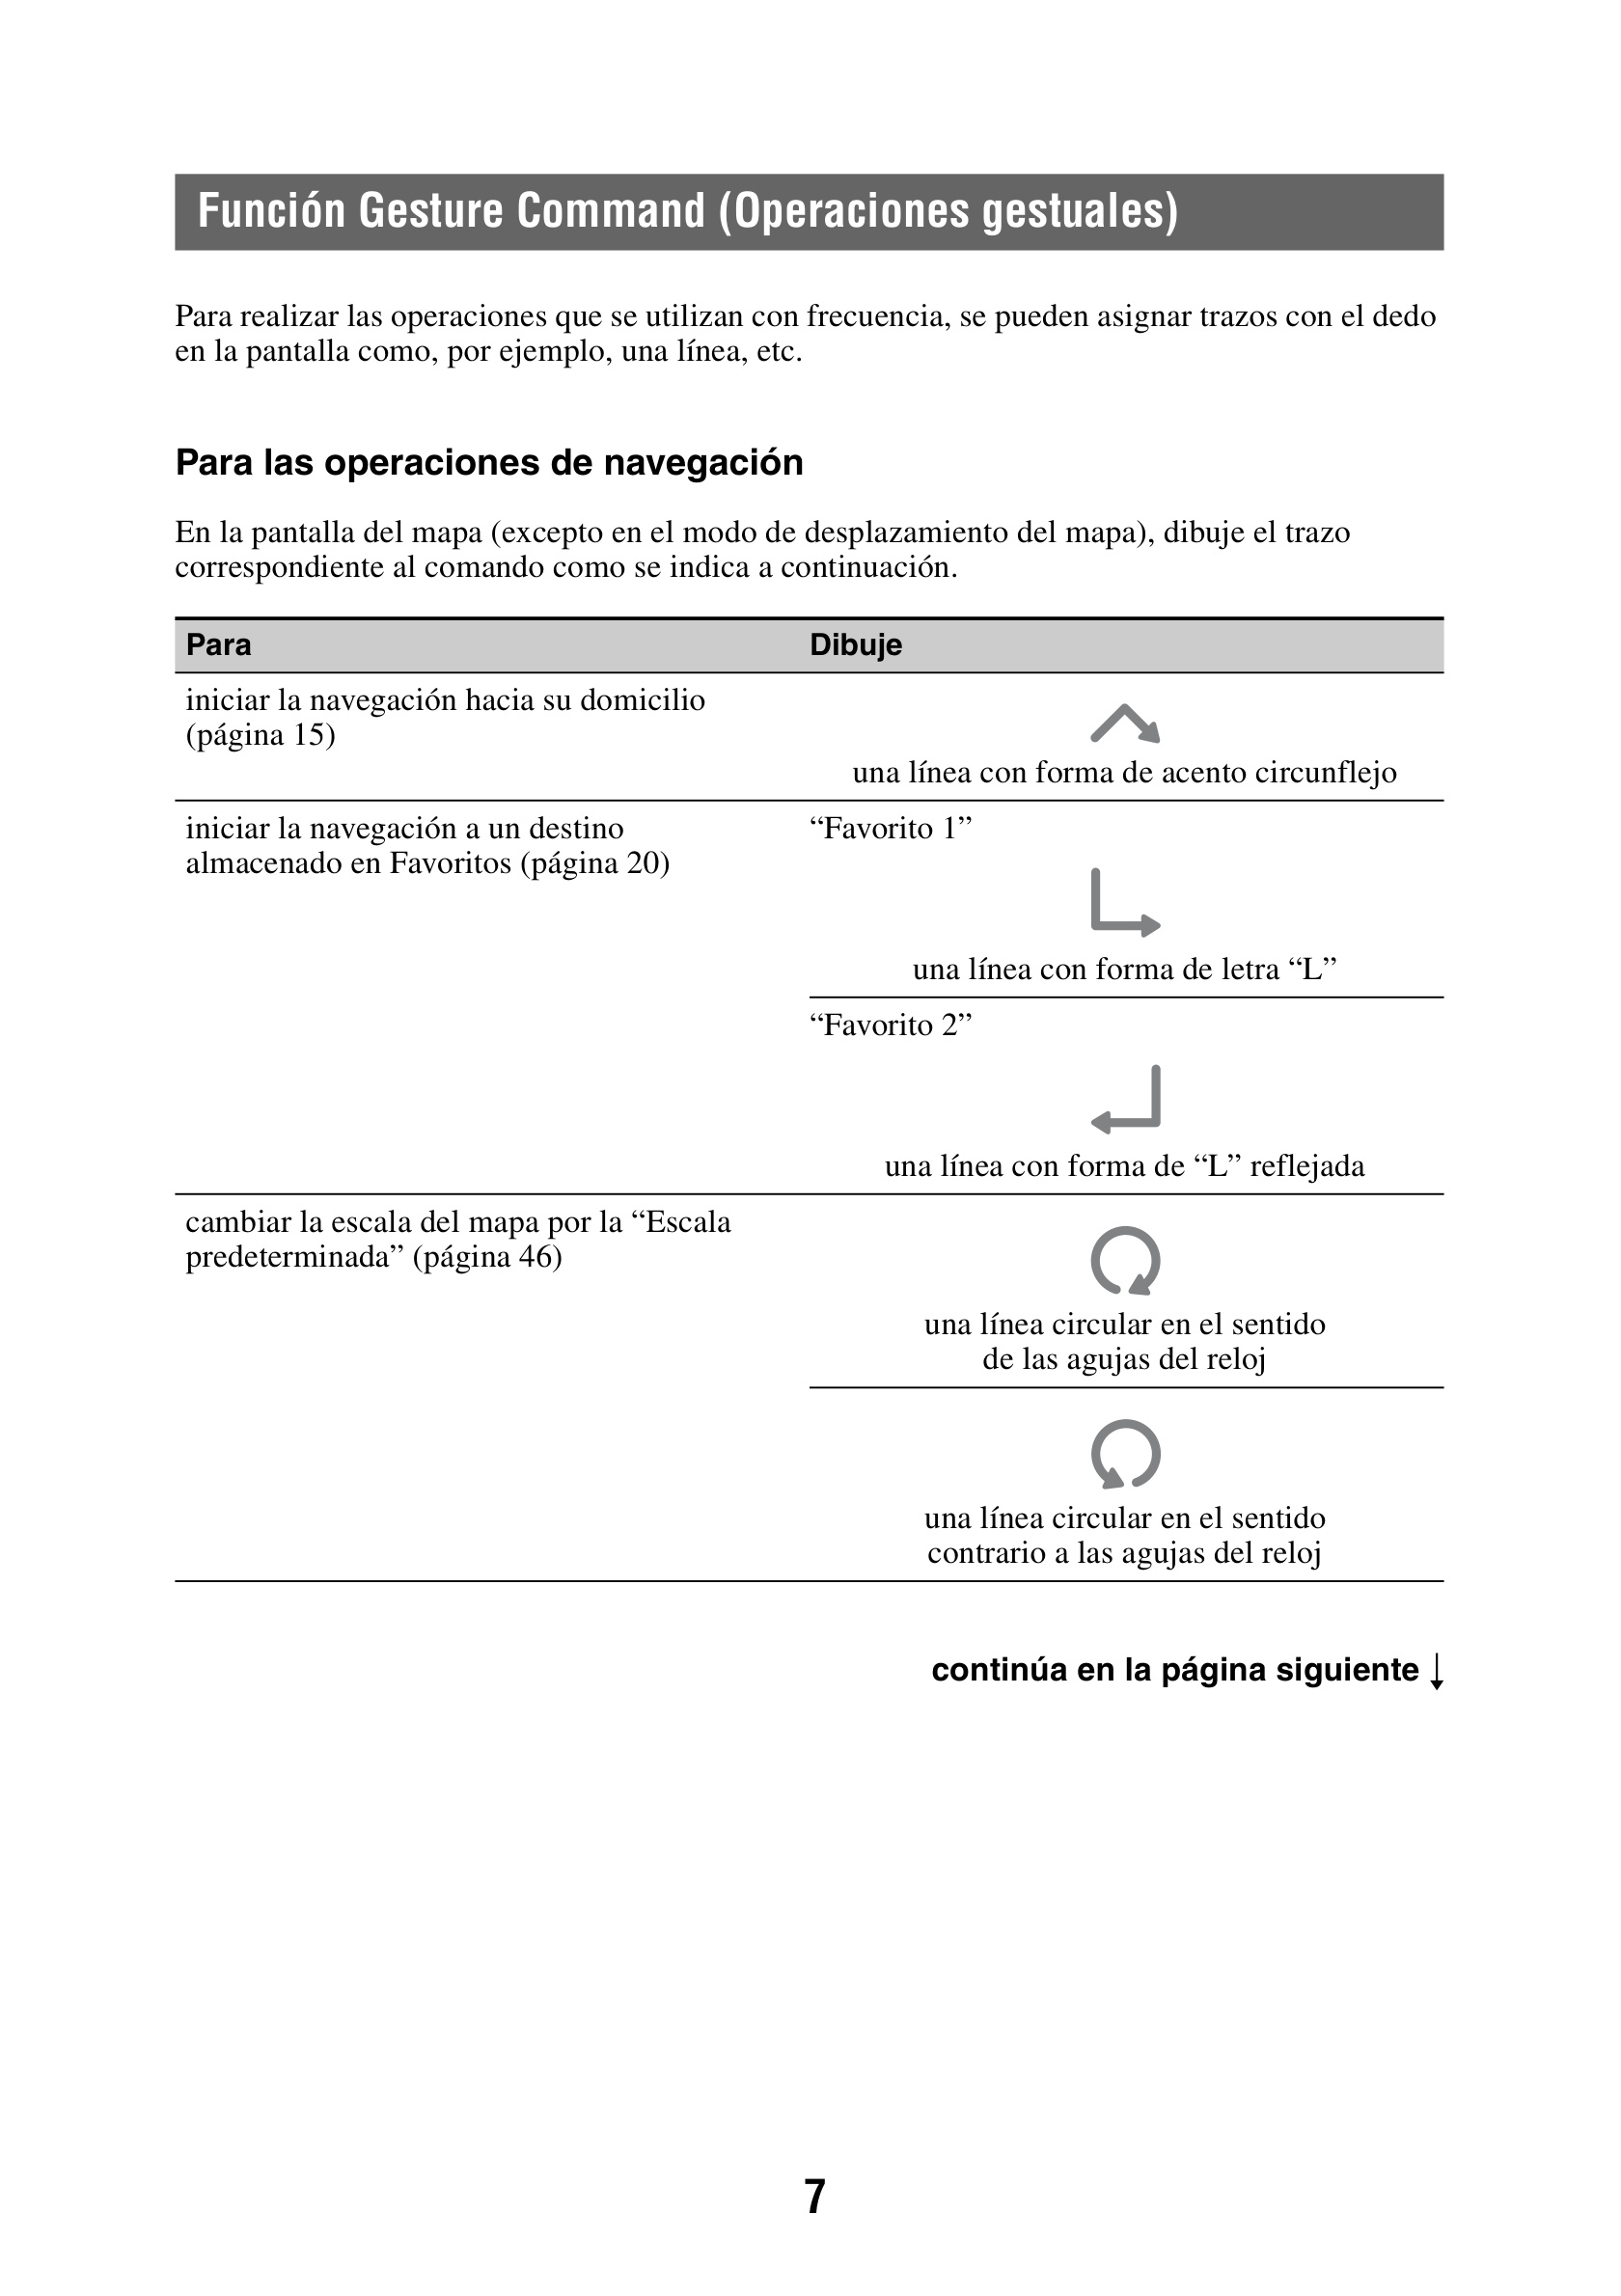 Función Gesture Command (Operaciones gestuales)
Para realizar las operaciones que se utilizan con frecuencia, se pueden asignar trazos con el dedo
en la pantalla como, por ejemplo, una línea, etc.
Para las operaciones de navegación
En la pantalla del mapa (excepto en el modo de desplazamiento del mapa), dibuje el trazo
correspondiente al comando como se indica a continuación.
Para
Dibuje
iniciar la navegación hacia su domicilio
(página 15)
una línea con forma de acento circunflejo
iniciar la navegación a un destino
almacenado en Favoritos (página 20)
“Favorito 1”
una línea con forma de letra “L”
“Favorito 2”
una línea con forma de “L” reflejada
cambiar la escala del mapa por la “Escala
predeterminada” (página 46)
una línea circular en el sentido
de las agujas del reloj
una línea circular en el sentido
contrario a las agujas del reloj
continúa en la página siguiente
7